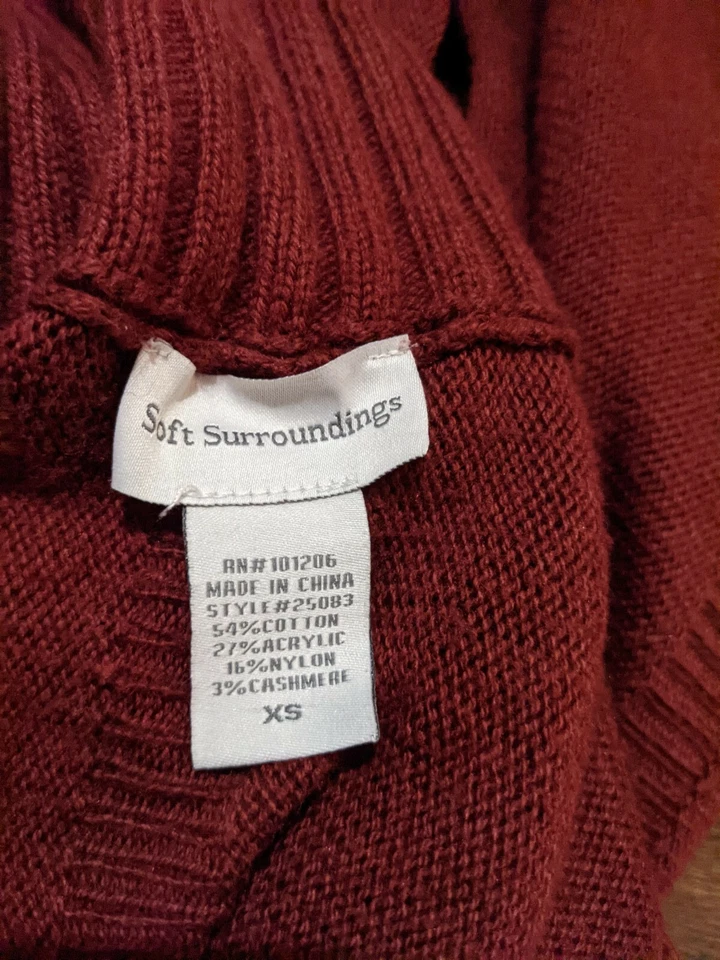 Soft Surroundings
RN#101206
MADE IN CHINA
STYLE#25083
54%COTTON
27%ACRYLIC
16%NYLON
3%CASHMERE
XS